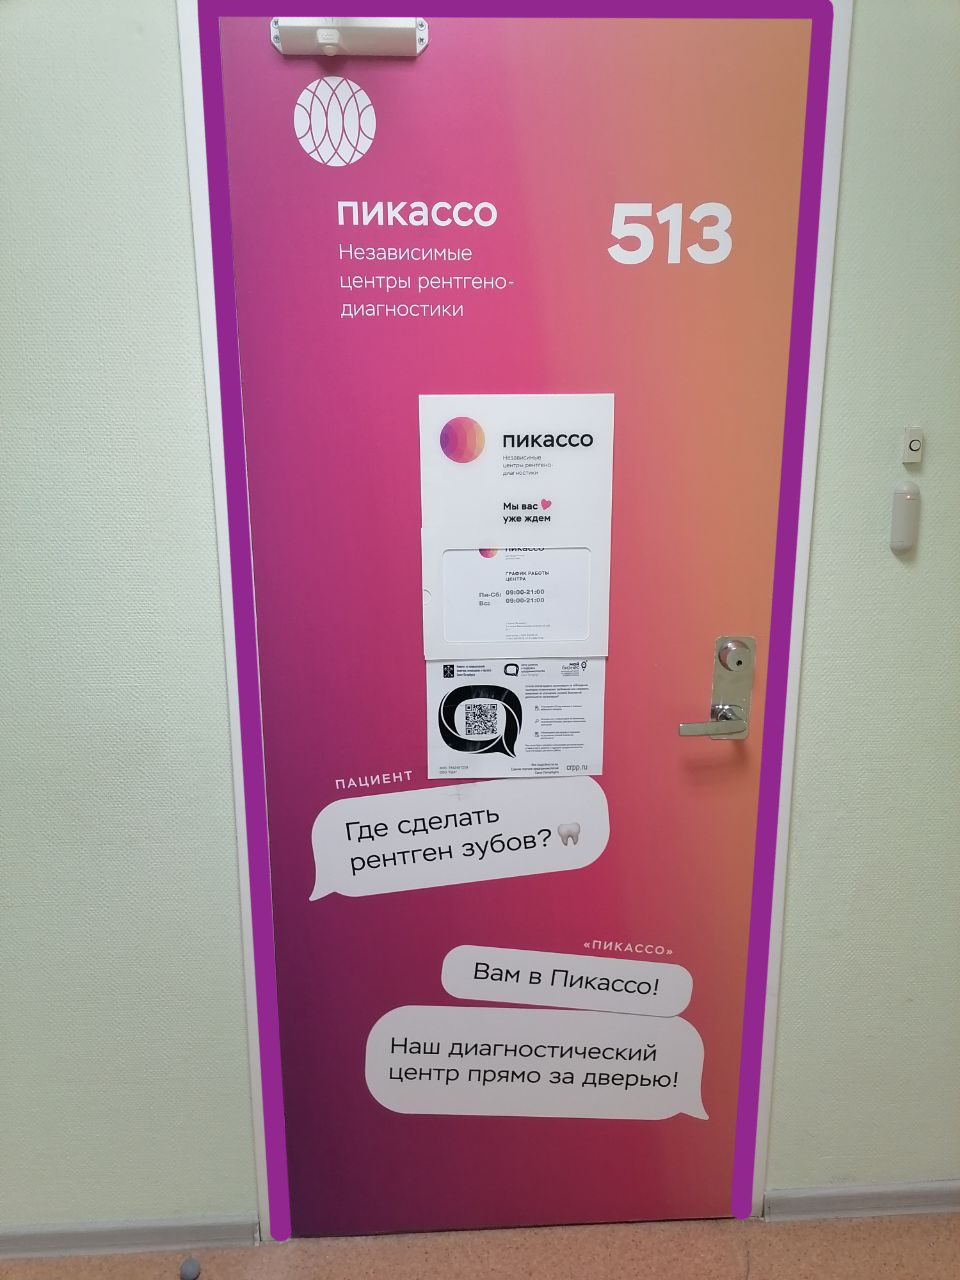 пикассо
Независимые
центры рентгено-
диагностики
513
пикассо
Независимые
центры рентгено-
диагностики
Мы вас
уже ждем
ГРАФИК РАБОТЫ
ЦЕНТРА
Пн-Сб: 09:00-21:00
Вс: 09:00-21:00
crpp.ru
ПАЦИЕНТ
Где сделать
рентген зубов?
«ПИКАССО»
Вам в Пикассо!
Наш диагностический
центр прямо за дверью!